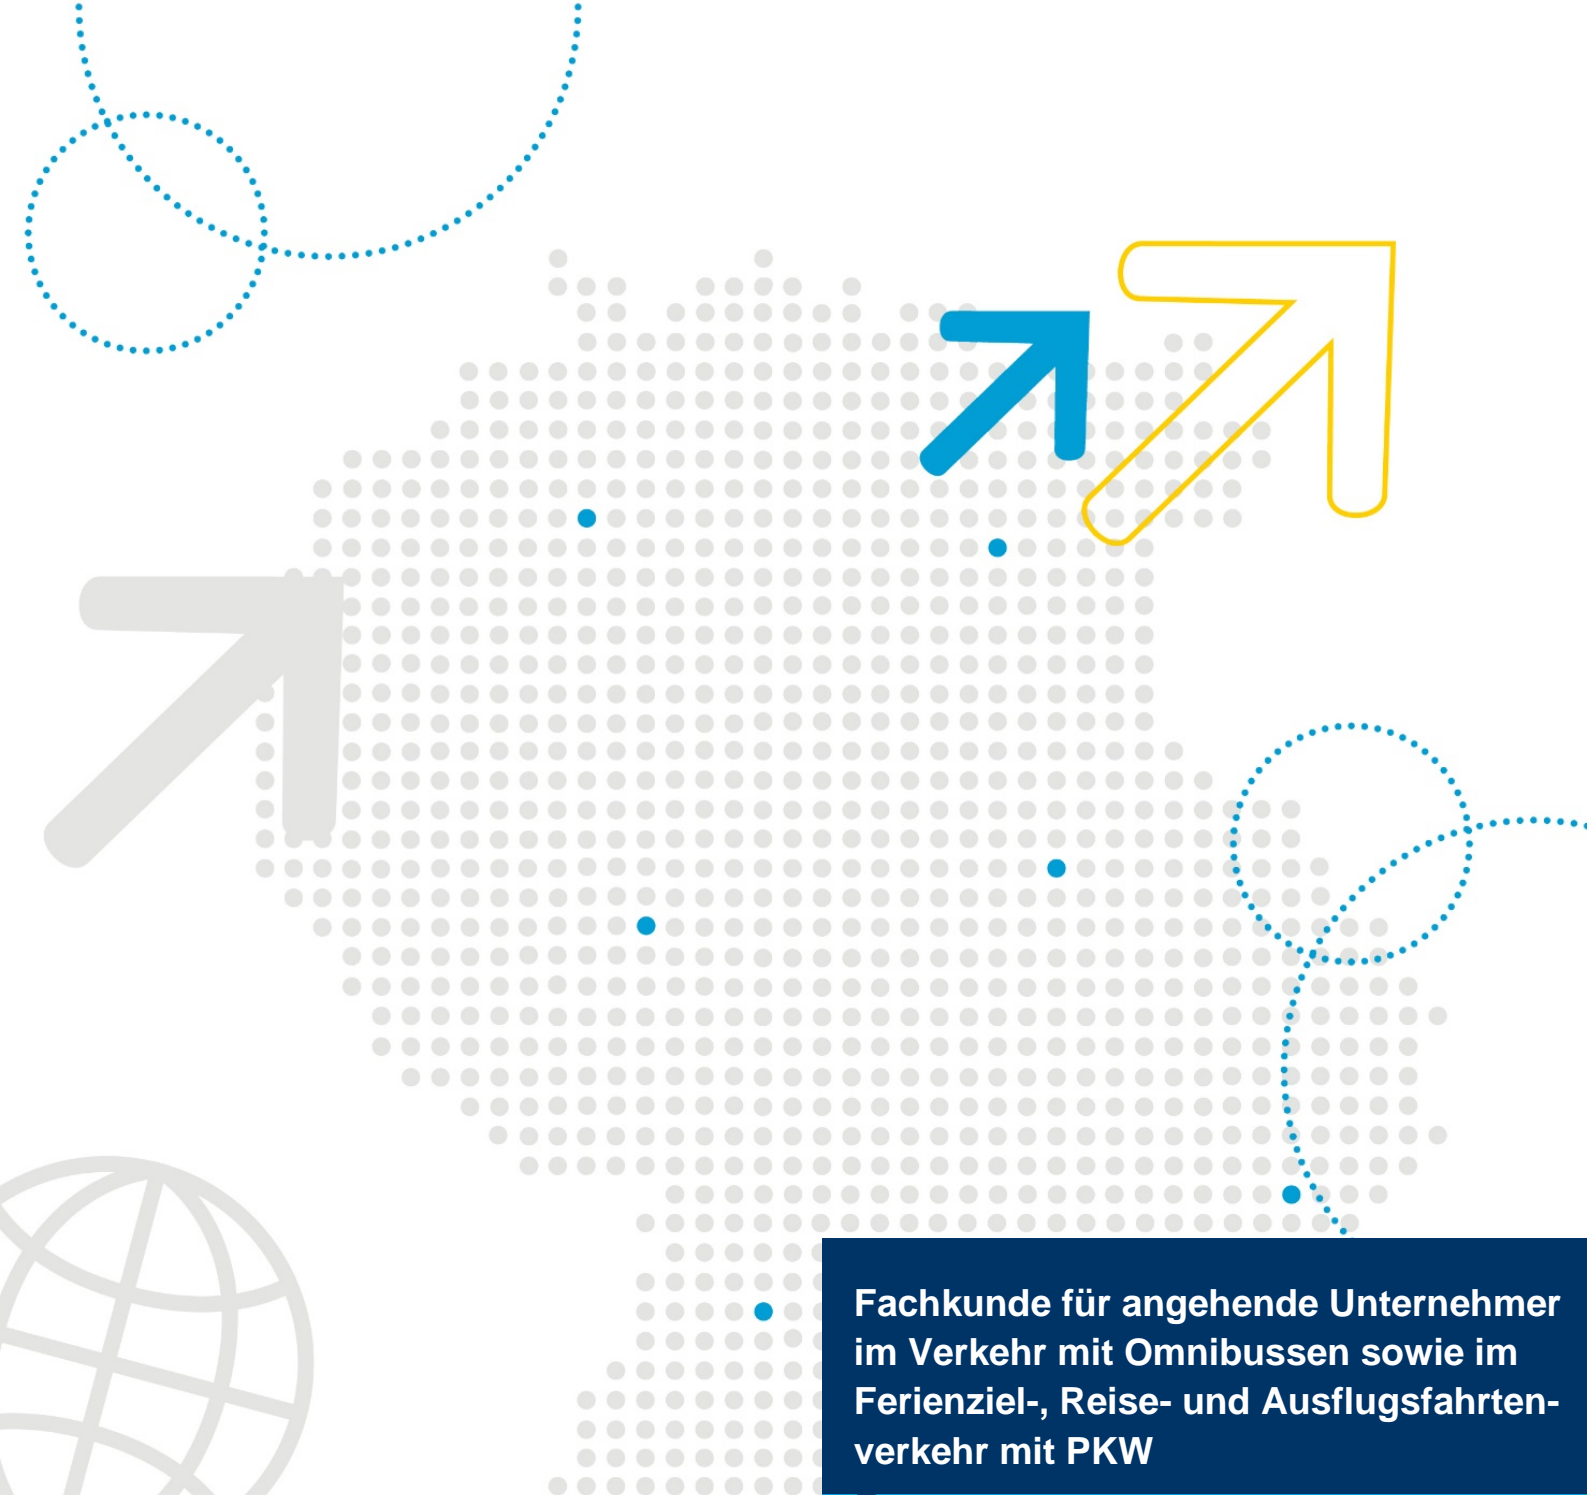 Fachkunde für angehende Unternehmer
im Verkehr mit Omnibussen sowie im
Ferienziel-, Reise- und Ausflugsfahrten-
verkehr mit PKW